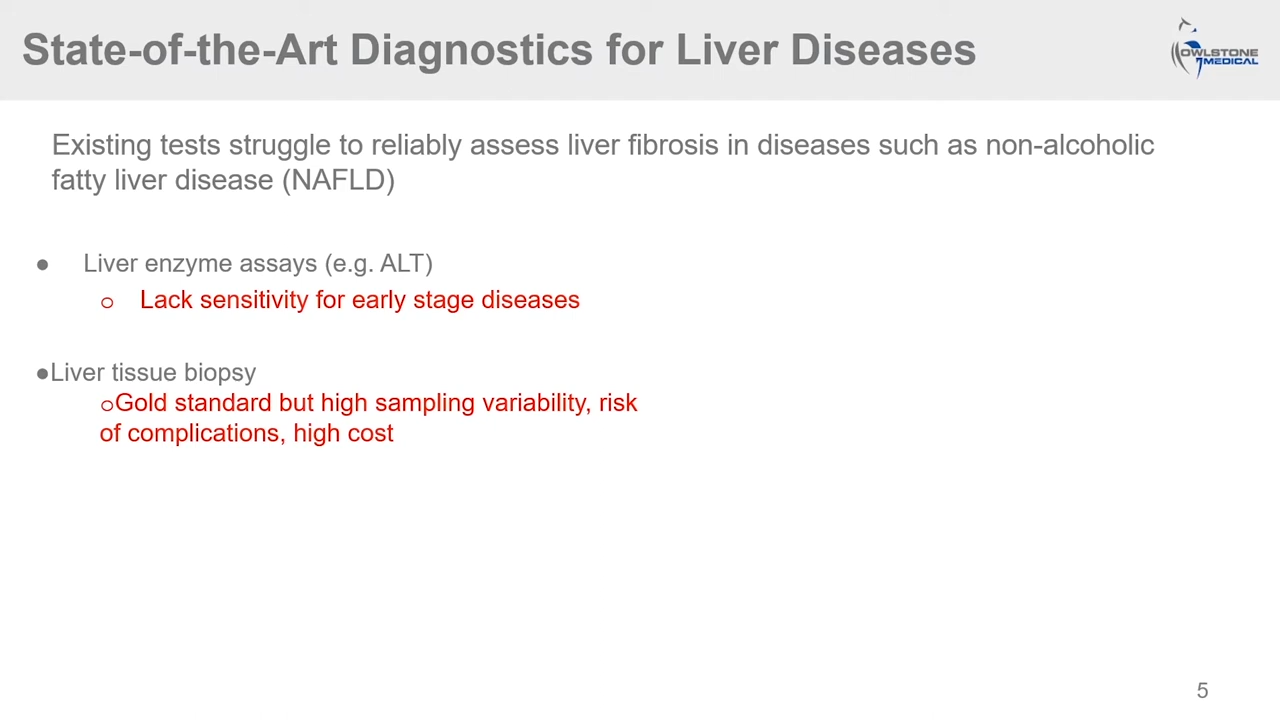 State-of-the-Art Diagnostics for Liver Diseases
OWLSTONE
MEDICAL
Existing tests struggle to reliably assess liver fibrosis in diseases such as non-alcoholic
fatty liver disease (NAFLD)
● Liver enzyme assays (e.g. ALT)
o Lack sensitivity for early stage diseases
●Liver tissue biopsy
oGold standard but high sampling variability, risk
of complications, high cost
5